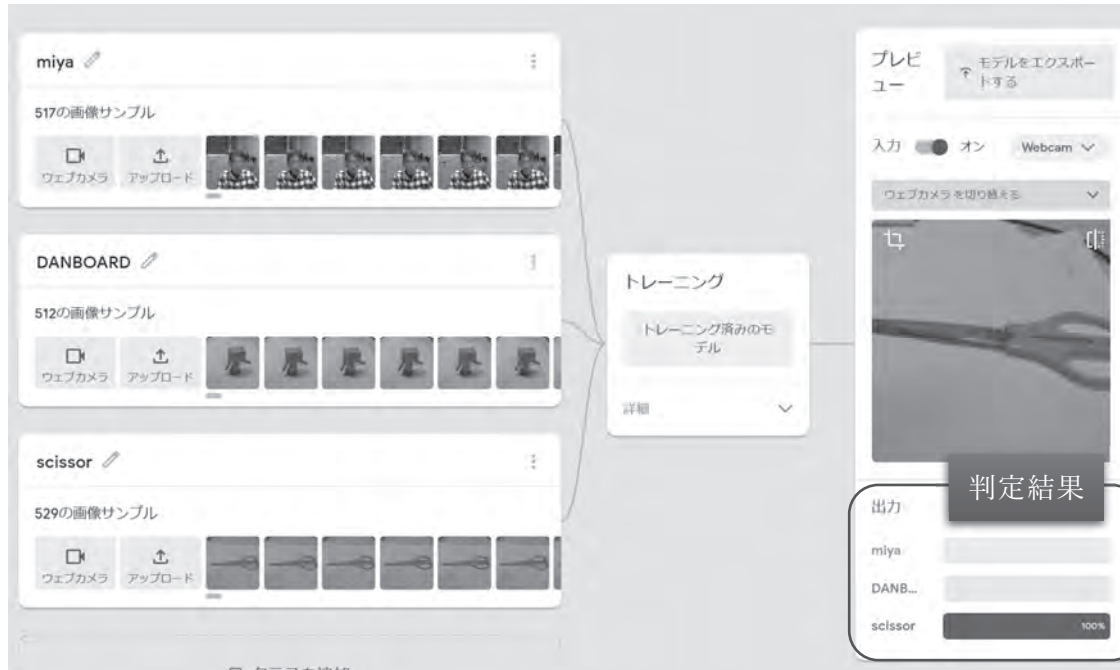 miya
517の画像サンプル
ウェブカメラ
アップロード
DANBOARD
512の画像サンプル
ウェブカメラ
アップロード
scissor
529の画像サンプル
ウェブカメラ
アップロード
トレーニング
トレーニング済みのモ
デル
詳細
プレビ
ュー
モデルをエクスポー
トする
入力
オン
Webcam
ウェブカメラ を切り替える
判定結果
出力
miya
DANB...
scissor
100%